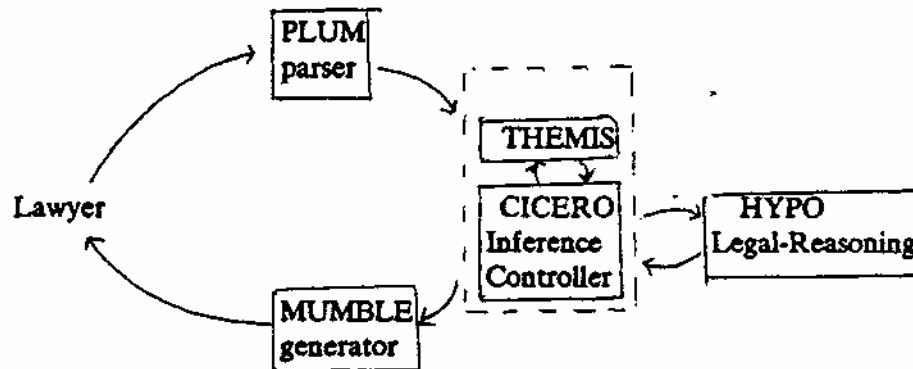 PLUM
parser
THEMIS
Lawyer
CICERO
Inference
Controller
HYPO
Legal-Reasoning
MUMBLE
generator